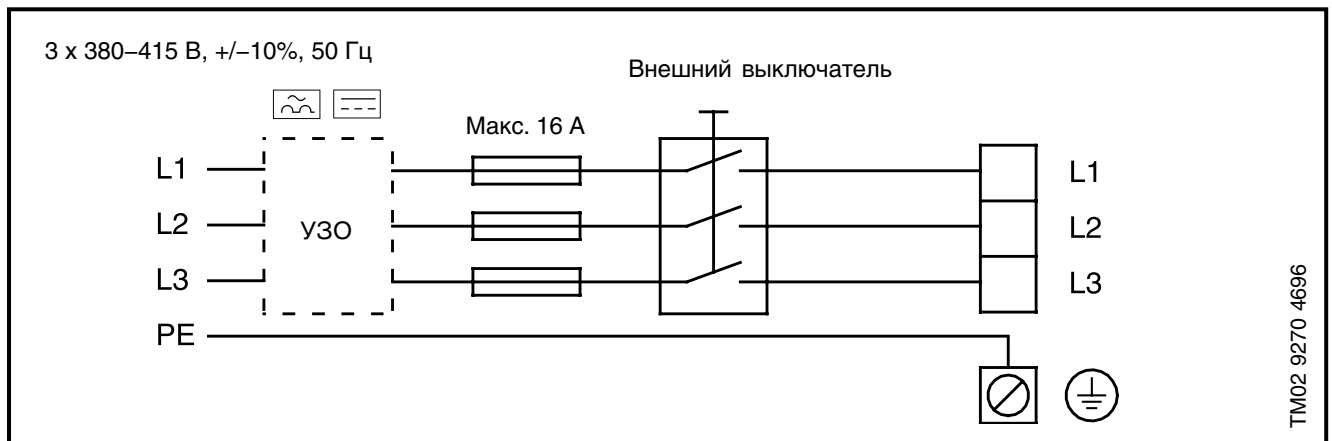 3 x 380–415 В, +/–10%, 50 Гц
Внешний выключатель
Макс. 16 А
L1
L1
L2
УЗО
L2
L3
L3
PE
TM02 9270 4696